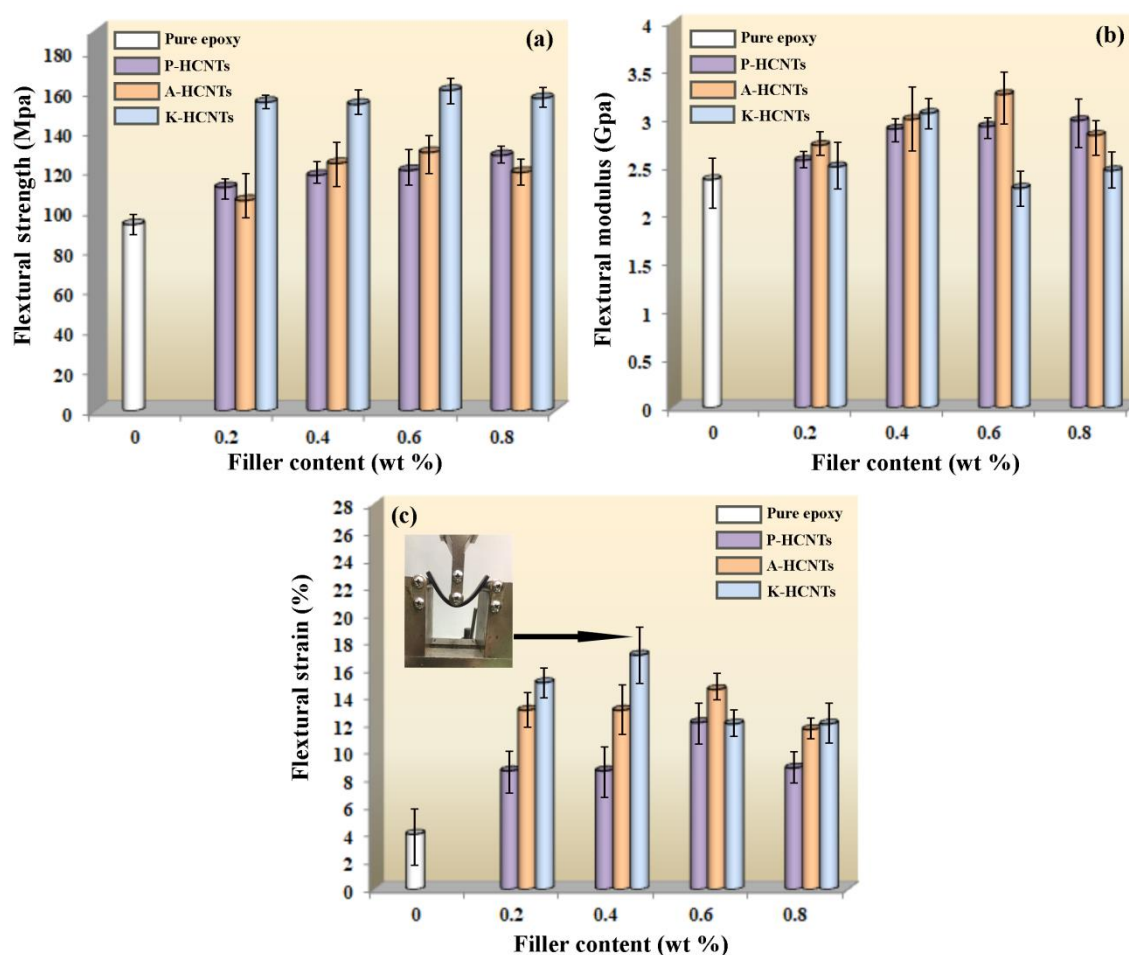 (a)
Pure epoxy
P-HCNTs
A-HCNTs
K-HCNTs
Flextural strength (Mpa)
180
160
140
120
100
80
60
40
20
0
0 0.2 0.4 0.6 0.8
Filler content (wt %)
(b)
Pure epoxy
P-HCNTs
A-HCNTs
K-HCNTs
Flextural modulus (Gpa)
4
3.5
3
2.5
2
1.5
1
0.5
0
0 0.2 0.4 0.6 0.8
Filer content (wt %)
(c)
Pure epoxy
P-HCNTs
A-HCNTs
K-HCNTs
Flextural strain (%)
28
26
24
22
20
18
16
14
12
10
8
6
4
2
0
0 0.2 0.4 0.6 0.8
Filler content (wt %)